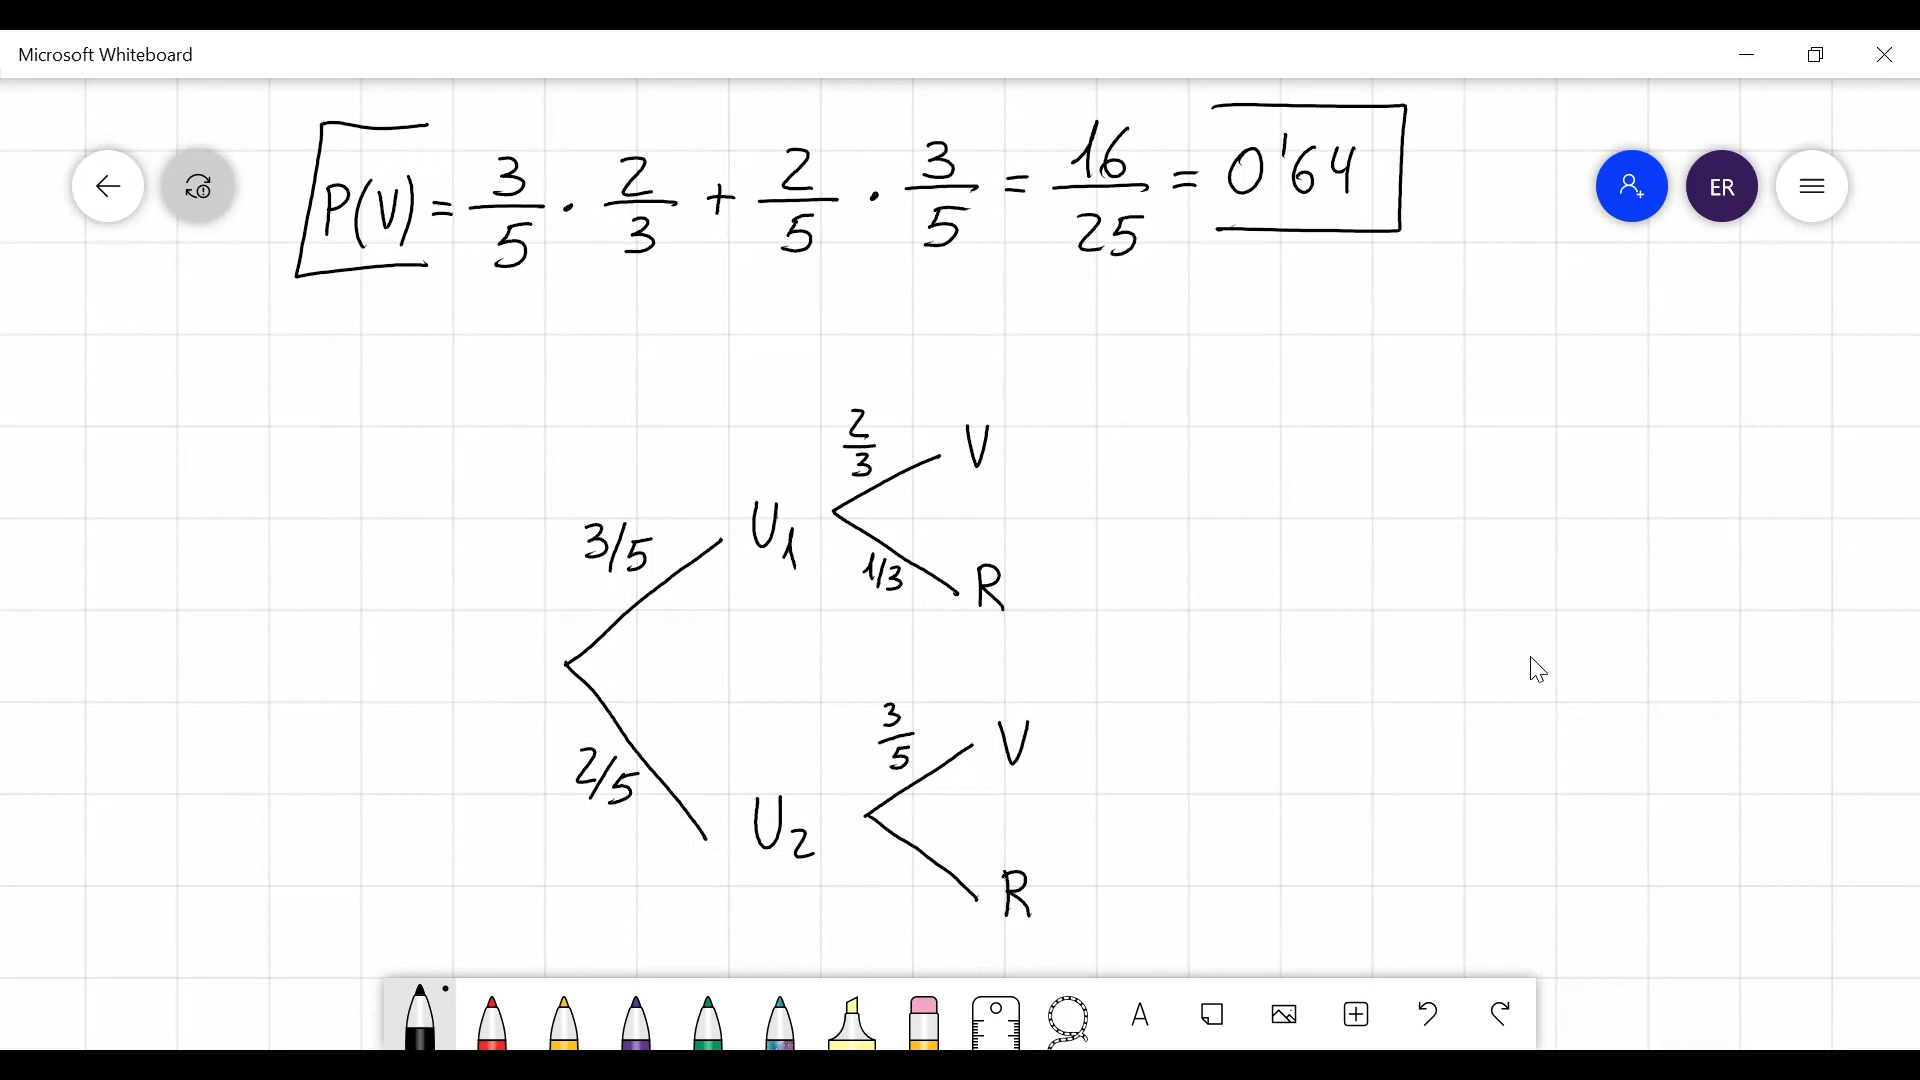 Microsoft Whiteboard
P(V) = 3/5 · 2/3 + 2/5 · 3/5 = 16/25 = 0'64
ER
2/3 V
3/5 U₁
1/3 R
3/5 V
2/5 U₂
R
A